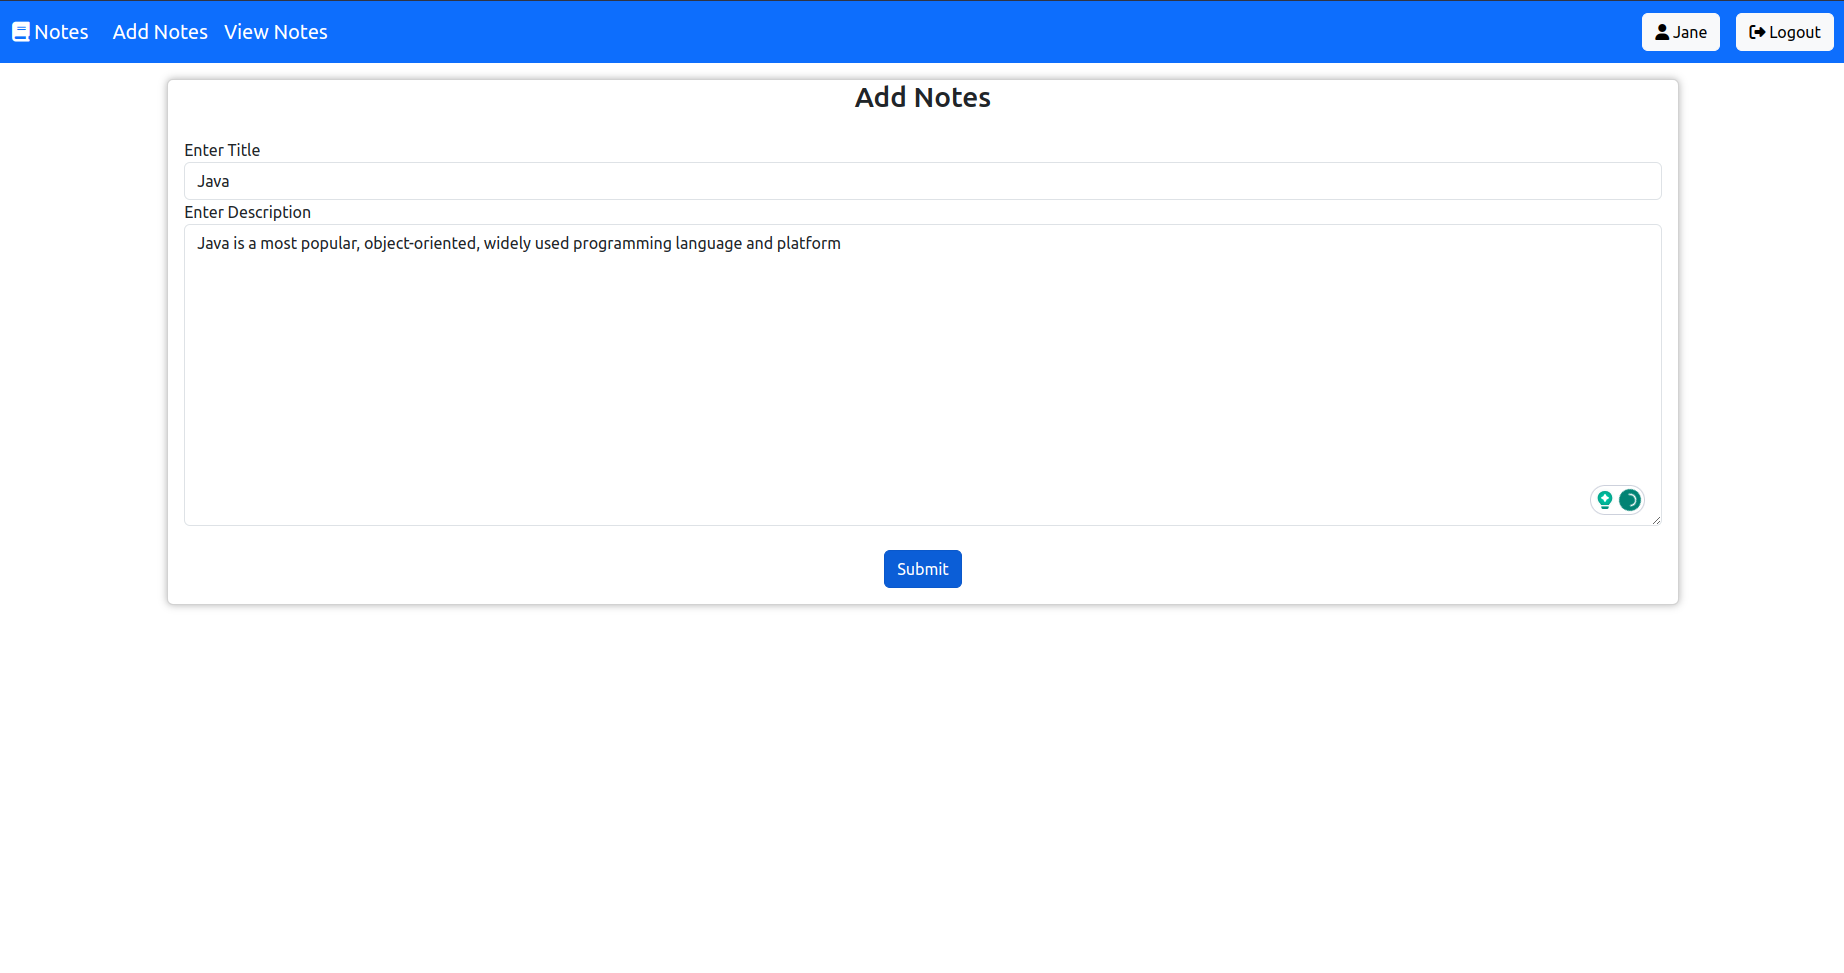 Notes Add Notes View Notes Jane Logout
Add Notes
Enter Title
Java
Enter Description
Java is a most popular, object-oriented, widely used programming language and platform
Submit